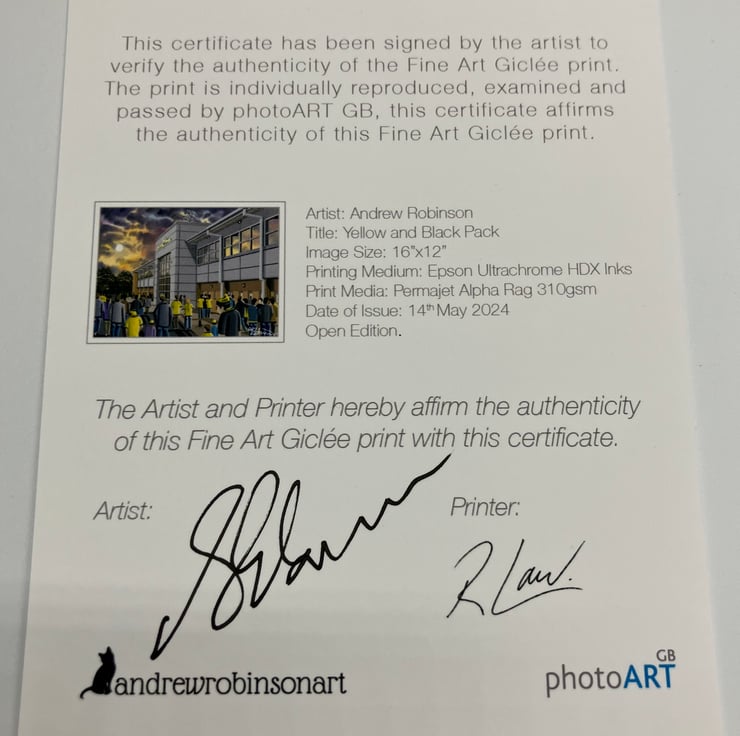 This certificate has been signed by the artist to
verify the authenticity of the Fine Art Giclée print.
The print is individually reproduced, examined and
passed by photoART GB, this certificate affirms
the authenticity of this Fine Art Giclée print.
Artist: Andrew Robinson
Title: Yellow and Black Pack
Image Size: 16"x12"
Printing Medium: Epson Ultrachrome HDX Inks
Print Media: Permajet Alpha Rag 310gsm
Date of Issue: 14th May 2024
Open Edition.
The Artist and Printer hereby affirm the authenticity
of this Fine Art Giclée print with this certificate.
Artist:
Printer:
R Law.
andrewrobinsonart
photoART GB